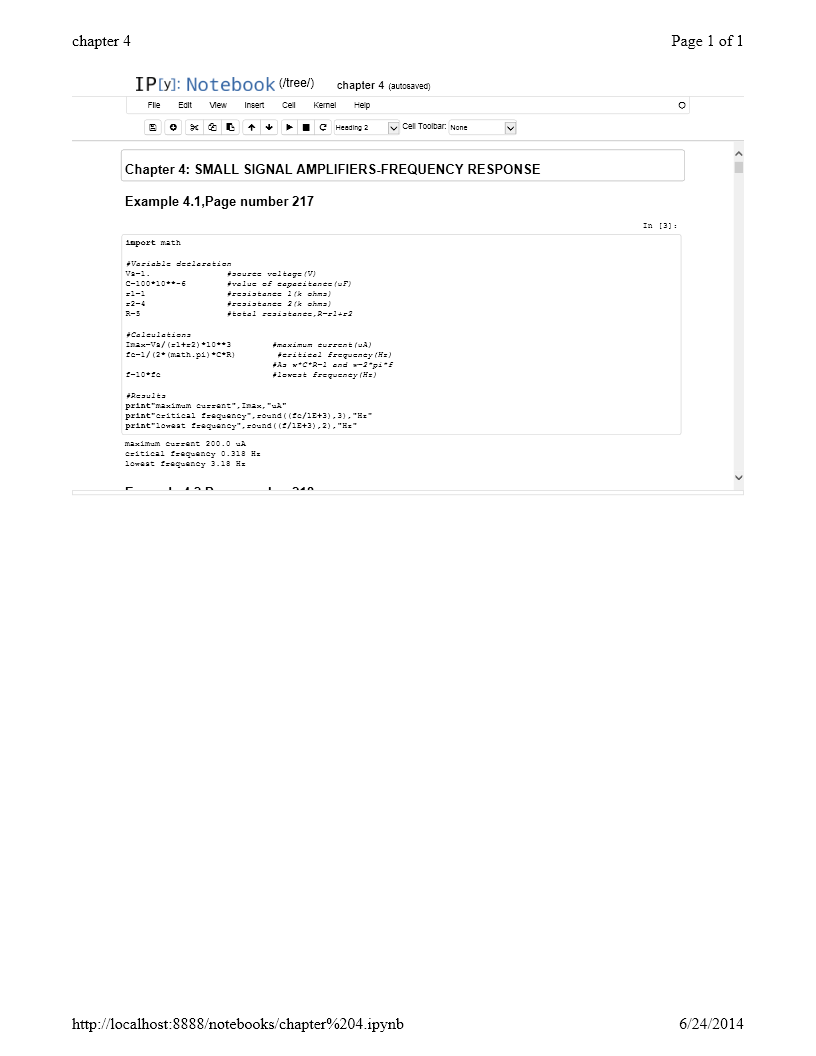 chapter 4 Page 1 of 1
IP[y]: Notebook (/tree/) chapter 4 (autosaved)
File Edit View Insert Cell Kernel Help
Heading 2 Cell Toolbar: None
Chapter 4: SMALL SIGNAL AMPLIFIERS-FREQUENCY RESPONSE
Example 4.1,Page number 217
In [3]:
import math
#Variable declaration
Vs=1. #source voltage(V)
C=100*10**-6 #value of capacitance(uF)
r1=1 #resistance 1(k ohms)
r2=4 #resistance 2(k ohms)
R=5 #total resistance,R=r1+r2
#Calculations
Imax=Vs/(r1+r2)*10**3 #maximum current(uA)
fc=1/(2*(math.pi)*C*R) #critical frequency(Hz)
#As w*C*R=1 and w=2*pi*f
f=10*fc #lowest frequency(Hz)
#Results
print"maximum current",Imax,"uA"
print"critical frequency",round((fc/1E+3),3),"Hz"
print"lowest frequency",round((f/1E+3),2),"Hz"
maximum current 200.0 uA
critical frequency 0.318 Hz
lowest frequency 3.18 Hz
http://localhost:8888/notebooks/chapter%204.ipynb 6/24/2014